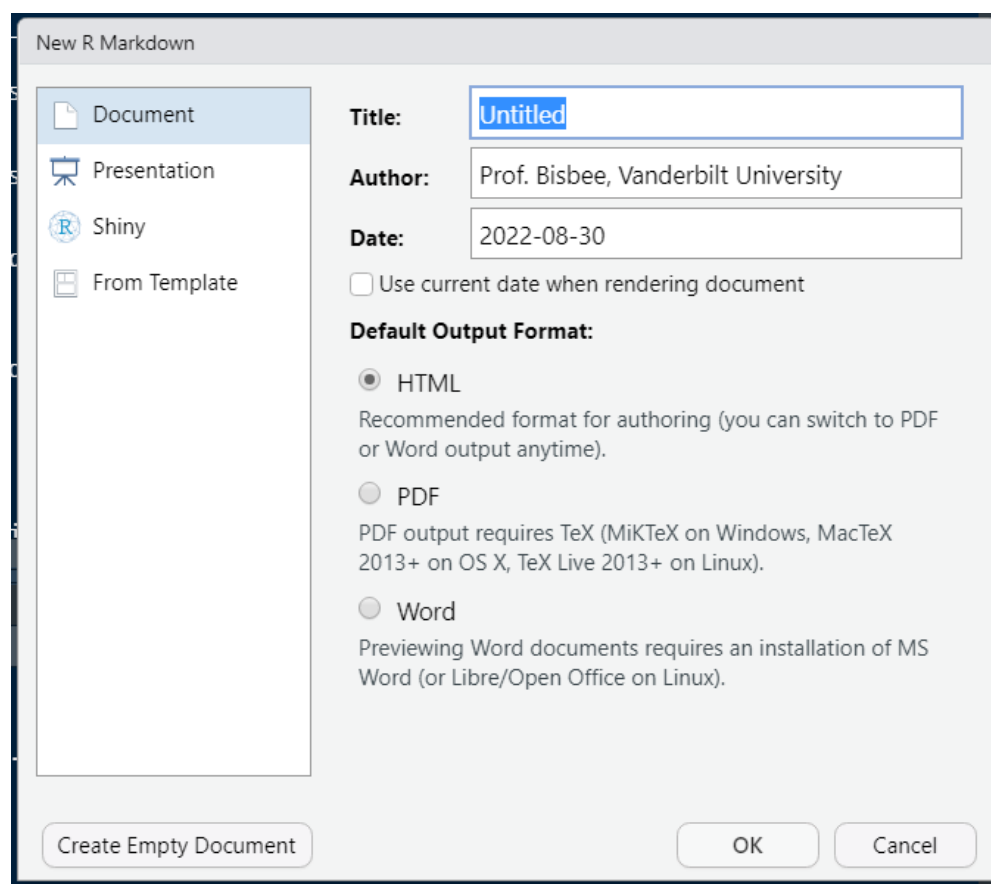 New R Markdown
Document
Presentation
Shiny
From Template
Title:
Untitled
Author:
Prof. Bisbee, Vanderbilt University
Date:
2022-08-30
Use current date when rendering document
Default Output Format:
HTML
Recommended format for authoring (you can switch to PDF
or Word output anytime).
PDF
PDF output requires TeX (MiKTeX on Windows, MacTeX
2013+ on OS X, TeX Live 2013+ on Linux).
Word
Previewing Word documents requires an installation of MS
Word (or Libre/Open Office on Linux).
Create Empty Document
OK
Cancel